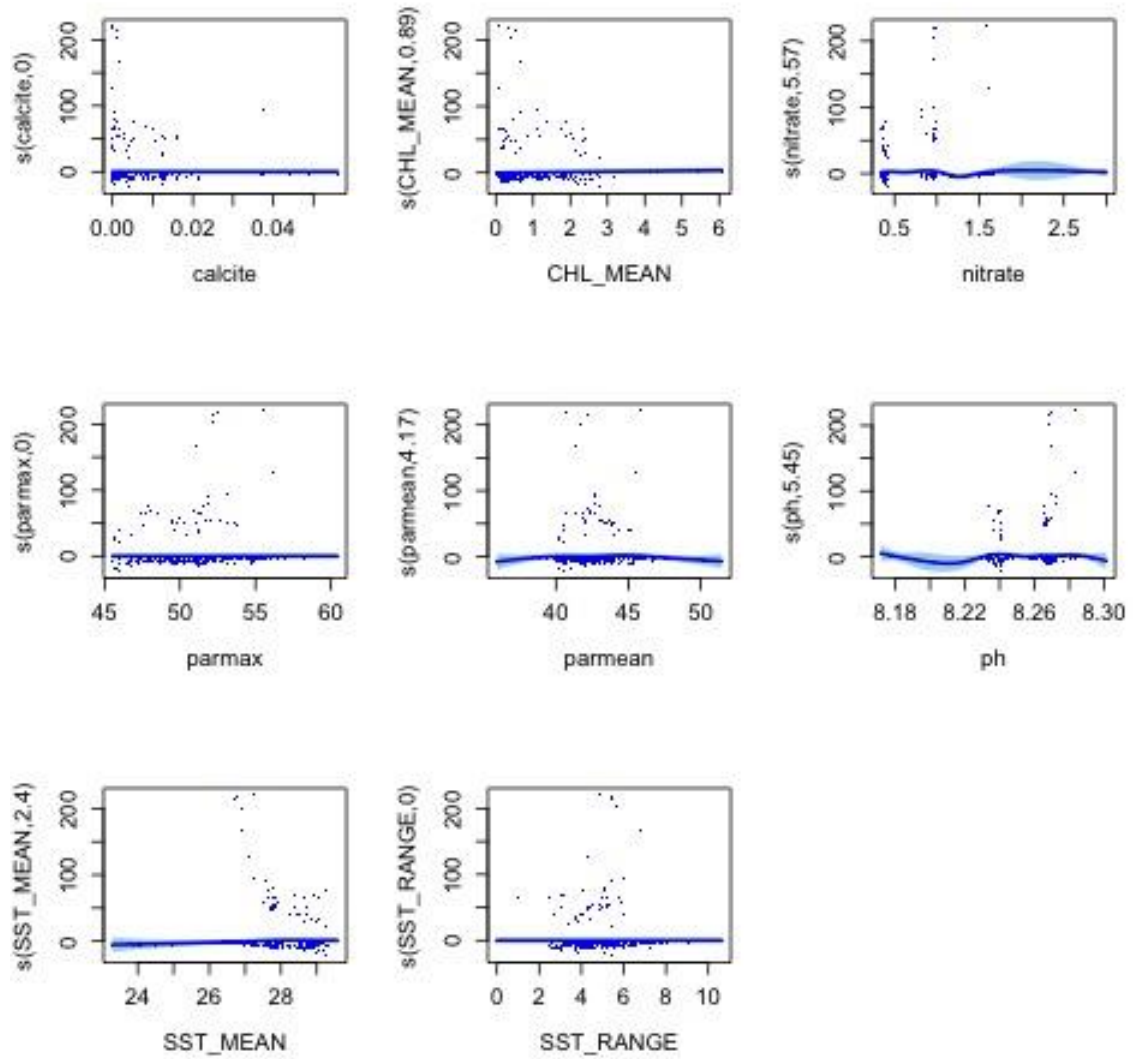 s(calcite,0)
200
100
0
0.00 0.02 0.04
calcite
s(CHL_MEAN,0.89)
200
100
0
0 1 2 3 4 5 6
CHL_MEAN
s(nitrate,5.57)
200
100
0
0.5 1.5 2.5
nitrate
s(parmax,0)
200
100
0
45 50 55 60
parmax
s(parmean,4.17)
200
100
0
40 45 50
parmean
s(ph,5.45)
200
100
0
8.18 8.22 8.26 8.30
ph
s(SST_MEAN,2.4)
200
100
0
24 26 28
SST_MEAN
s(SST_RANGE,0)
200
100
0
0 2 4 6 8 10
SST_RANGE